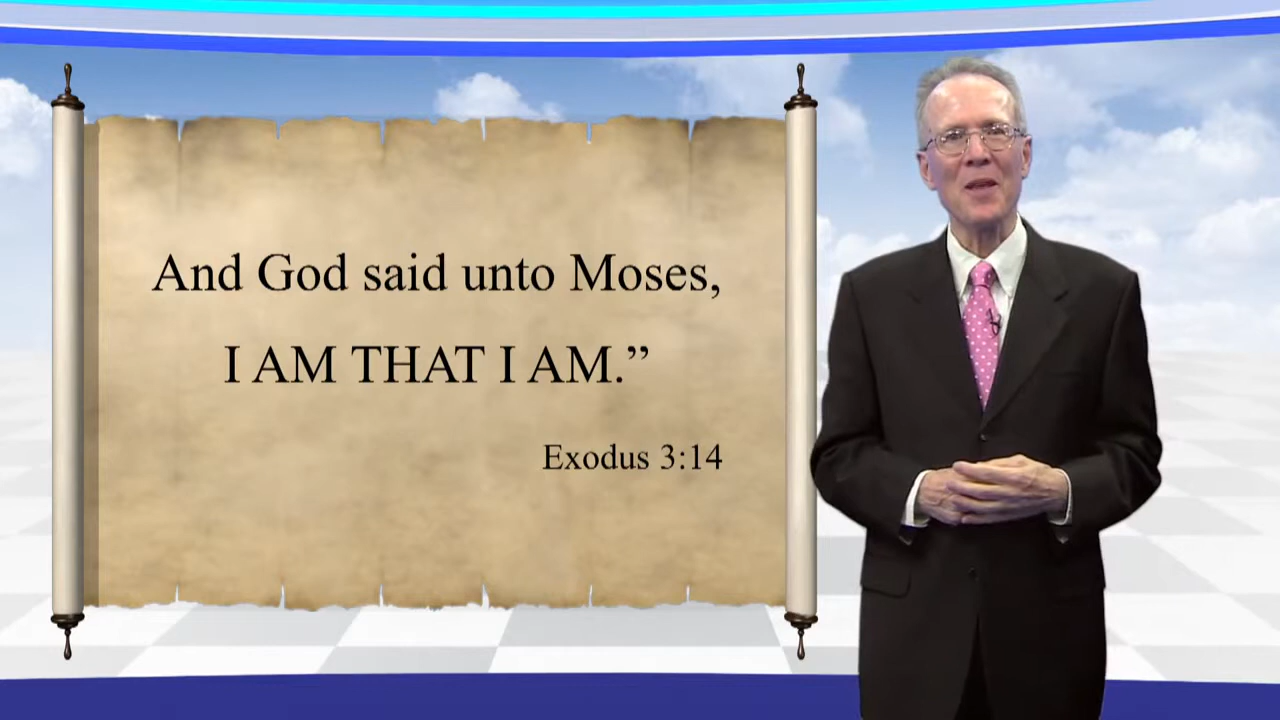 And God said unto Moses,
I AM THAT I AM.”
Exodus 3:14